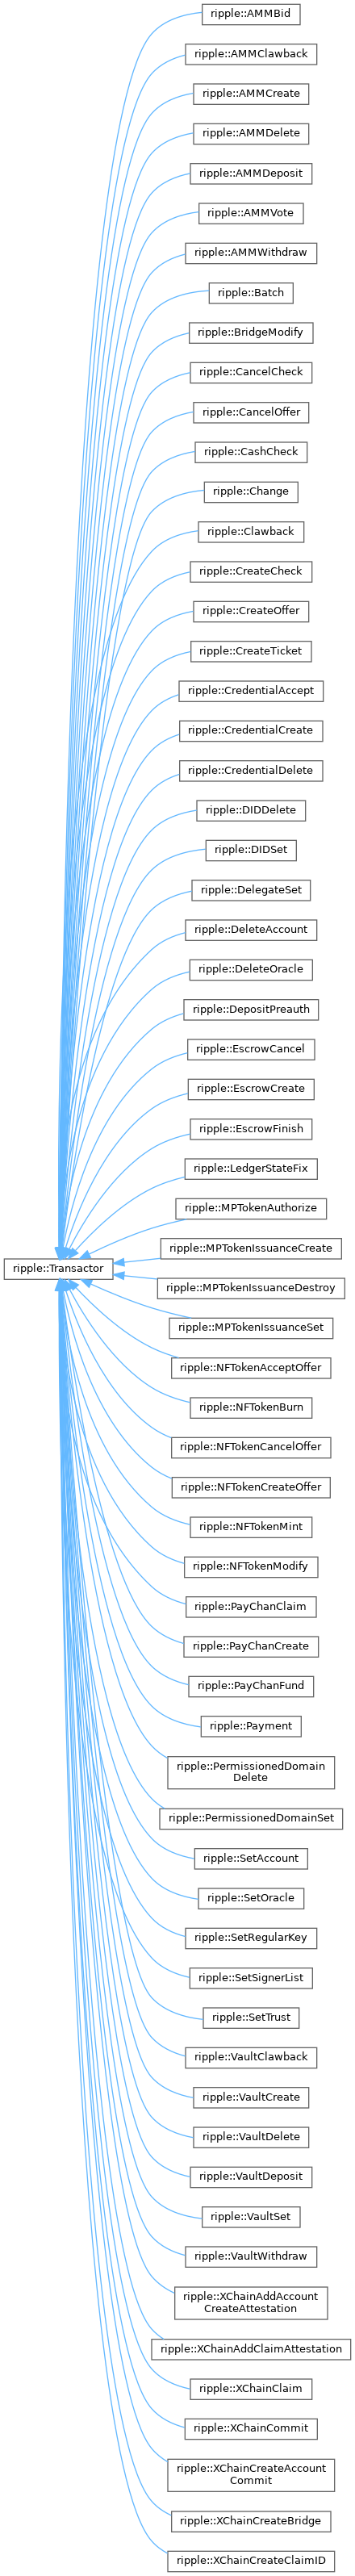 ripple::AMMBid
ripple::AMMClawback
ripple::AMMCreate
ripple::AMMDelete
ripple::AMMDeposit
ripple::AMMVote
ripple::AMMWithdraw
ripple::Batch
ripple::BridgeModify
ripple::CancelCheck
ripple::CancelOffer
ripple::CashCheck
ripple::Change
ripple::Clawback
ripple::CreateCheck
ripple::CreateOffer
ripple::CreateTicket
ripple::CredentialAccept
ripple::CredentialCreate
ripple::CredentialDelete
ripple::DIDDelete
ripple::DIDSet
ripple::DelegateSet
ripple::DeleteAccount
ripple::DeleteOracle
ripple::DepositPreauth
ripple::EscrowCancel
ripple::EscrowCreate
ripple::EscrowFinish
ripple::LedgerStateFix
ripple::MPTokenAuthorize
ripple::MPTokenIssuanceCreate
ripple::Transactor
ripple::MPTokenIssuanceDestroy
ripple::MPTokenIssuanceSet
ripple::NFTokenAcceptOffer
ripple::NFTokenBurn
ripple::NFTokenCancelOffer
ripple::NFTokenCreateOffer
ripple::NFTokenMint
ripple::NFTokenModify
ripple::PayChanClaim
ripple::PayChanCreate
ripple::PayChanFund
ripple::Payment
ripple::PermissionedDomain
Delete
ripple::PermissionedDomainSet
ripple::SetAccount
ripple::SetOracle
ripple::SetRegularKey
ripple::SetSignerList
ripple::SetTrust
ripple::VaultClawback
ripple::VaultCreate
ripple::VaultDelete
ripple::VaultDeposit
ripple::VaultSet
ripple::VaultWithdraw
ripple::XChainAddAccount
CreateAttestation
ripple::XChainAddClaimAttestation
ripple::XChainClaim
ripple::XChainCommit
ripple::XChainCreateAccount
Commit
ripple::XChainCreateBridge
ripple::XChainCreateClaimID